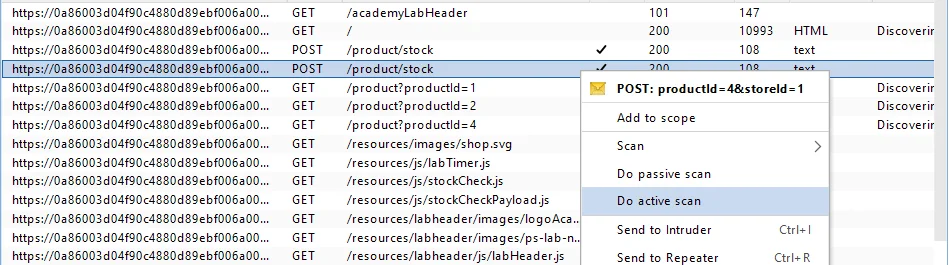 https://0a86003d04f90c4880d89ebf006a00... GET /academyLabHeader 101 147
https://0a86003d04f90c4880d89ebf006a00... GET / 200 10993 HTML Discoverin
https://0a86003d04f90c4880d89ebf006a00... POST /product/stock ✓ 200 108 text
https://0a86003d04f90c4880d89ebf006a00... POST /product/stock ✓ 200 108 text
https://0a86003d04f90c4880d89ebf006a00... GET /product?productId=1 Discoverin
https://0a86003d04f90c4880d89ebf006a00... GET /product?productId=2 Discoverin
https://0a86003d04f90c4880d89ebf006a00... GET /product?productId=4 Discoverin
https://0a86003d04f90c4880d89ebf006a00... GET /resources/images/shop.svg
https://0a86003d04f90c4880d89ebf006a00... GET /resources/js/labTimer.js
https://0a86003d04f90c4880d89ebf006a00... GET /resources/js/stockCheck.js
https://0a86003d04f90c4880d89ebf006a00... GET /resources/js/stockCheckPayload.js
https://0a86003d04f90c4880d89ebf006a00... GET /resources/labheader/images/logoAca...
https://0a86003d04f90c4880d89ebf006a00... GET /resources/labheader/images/ps-lab-n...
https://0a86003d04f90c4880d89ebf006a00... GET /resources/labheader/js/labHeader.js
POST: productId=4&storeId=1
Add to scope
Scan
Do passive scan
Do active scan
Send to Intruder Ctrl+I
Send to Repeater Ctrl+R